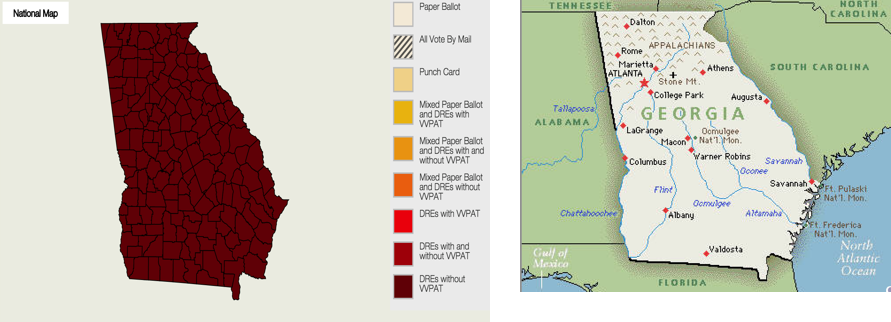 National Map
Paper Ballot
All Vote By Mail
Punch Card
Mixed Paper Ballot
and DREs with
VVPAT
Mixed Paper Ballot
and DREs with and
without VVPAT
Mixed Paper Ballot
and DREs without
VVPAT
DREs with VVPAT
DREs with and
without VVPAT
DREs without
VVPAT
TENNESSEE
NORTH
CAROLINA
Dalton
Rome
APPALACHIANS
Marietta
ATLANTA
Stone Mt.
Athens
SOUTH CAROLINA
College Park
Augusta
Tallapoosa
GEORGIA
ALABAMA
LaGrange
Macon
Ocmulgee
Nat'l. Mon.
Warner Robins
Columbus
Savannah
Oconee
Flint
Savannah
Ft. Pulaski
Nat'l. Mon.
Ocmulgee
Chattahoochee
Albany
Altamaha
Ft. Frederica
Nat'l. Mon.
Valdosta
Gulf of
Mexico
North
Atlantic
Ocean
FLORIDA